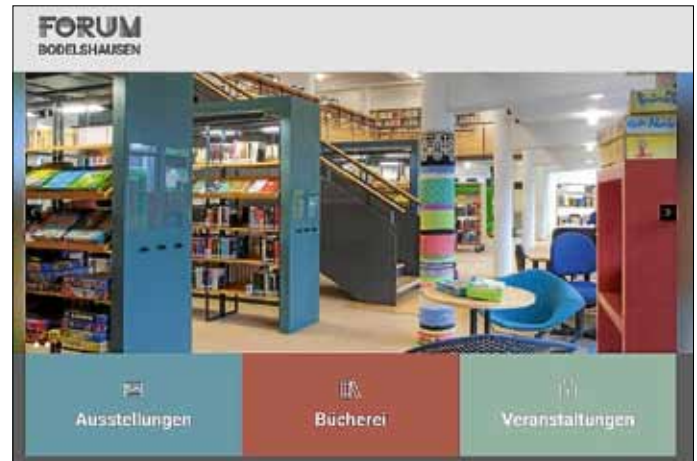 FORUM
BODELSHAUSEN
Ausstellungen
Bücherei
Veranstaltungen